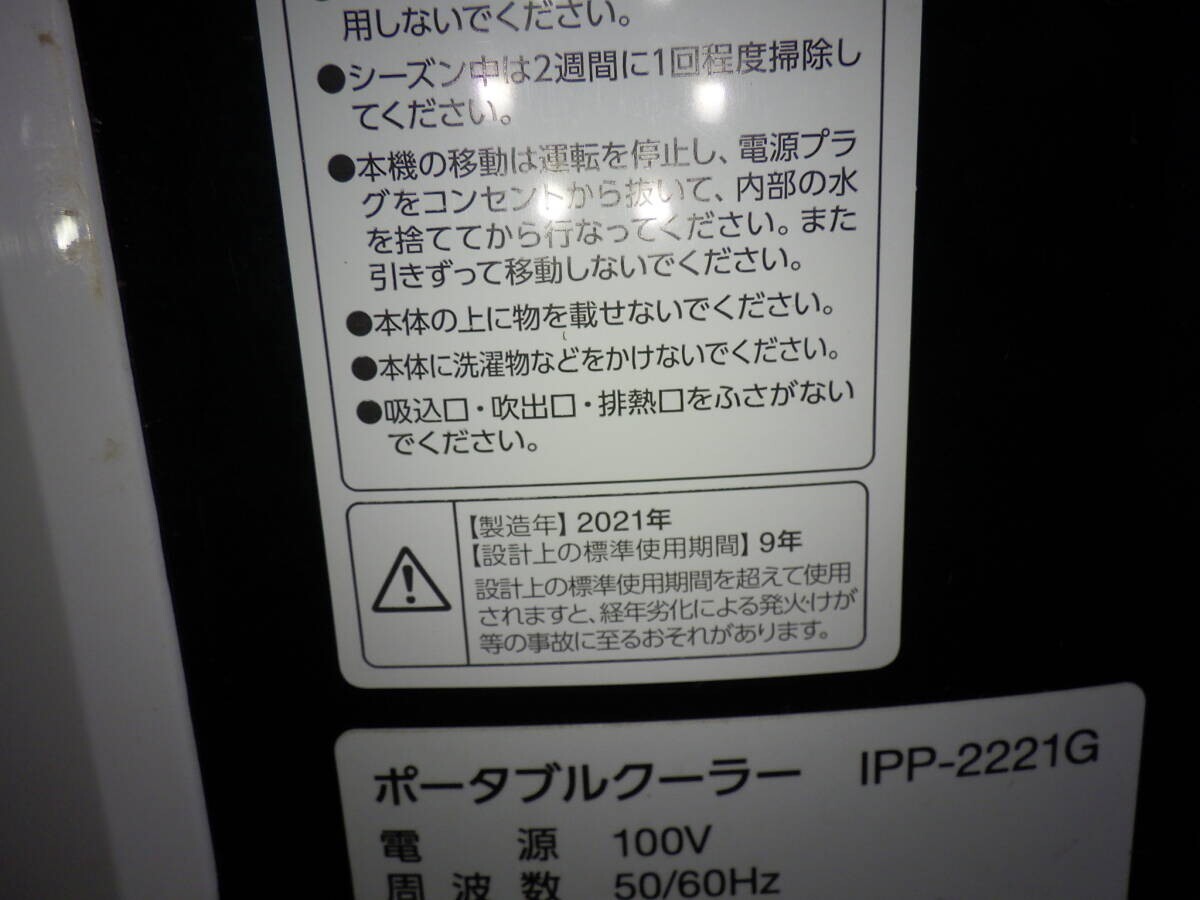 用しないでください。
●シーズン中は2週間に1回程度掃除し
てください。
●本機の移動は運転を停止し、電源プラ
グをコンセントから抜いて、内部の水
を捨ててから行なってください。また
引きずって移動しないでください。
●本体の上に物を載せないでください。
●本体に洗濯物などをかけないでください。
●吸込口・吹出口・排熱口をふさがない
でください。
【製造年】2021年
【設計上の標準使用期間】9年
設計上の標準使用期間を超えて使用
されますと、経年劣化による発火・けが
等の事故に至るおそれがあります。
ポータブルクーラー IPP-2221G
電源 100V
周波数 50/60Hz